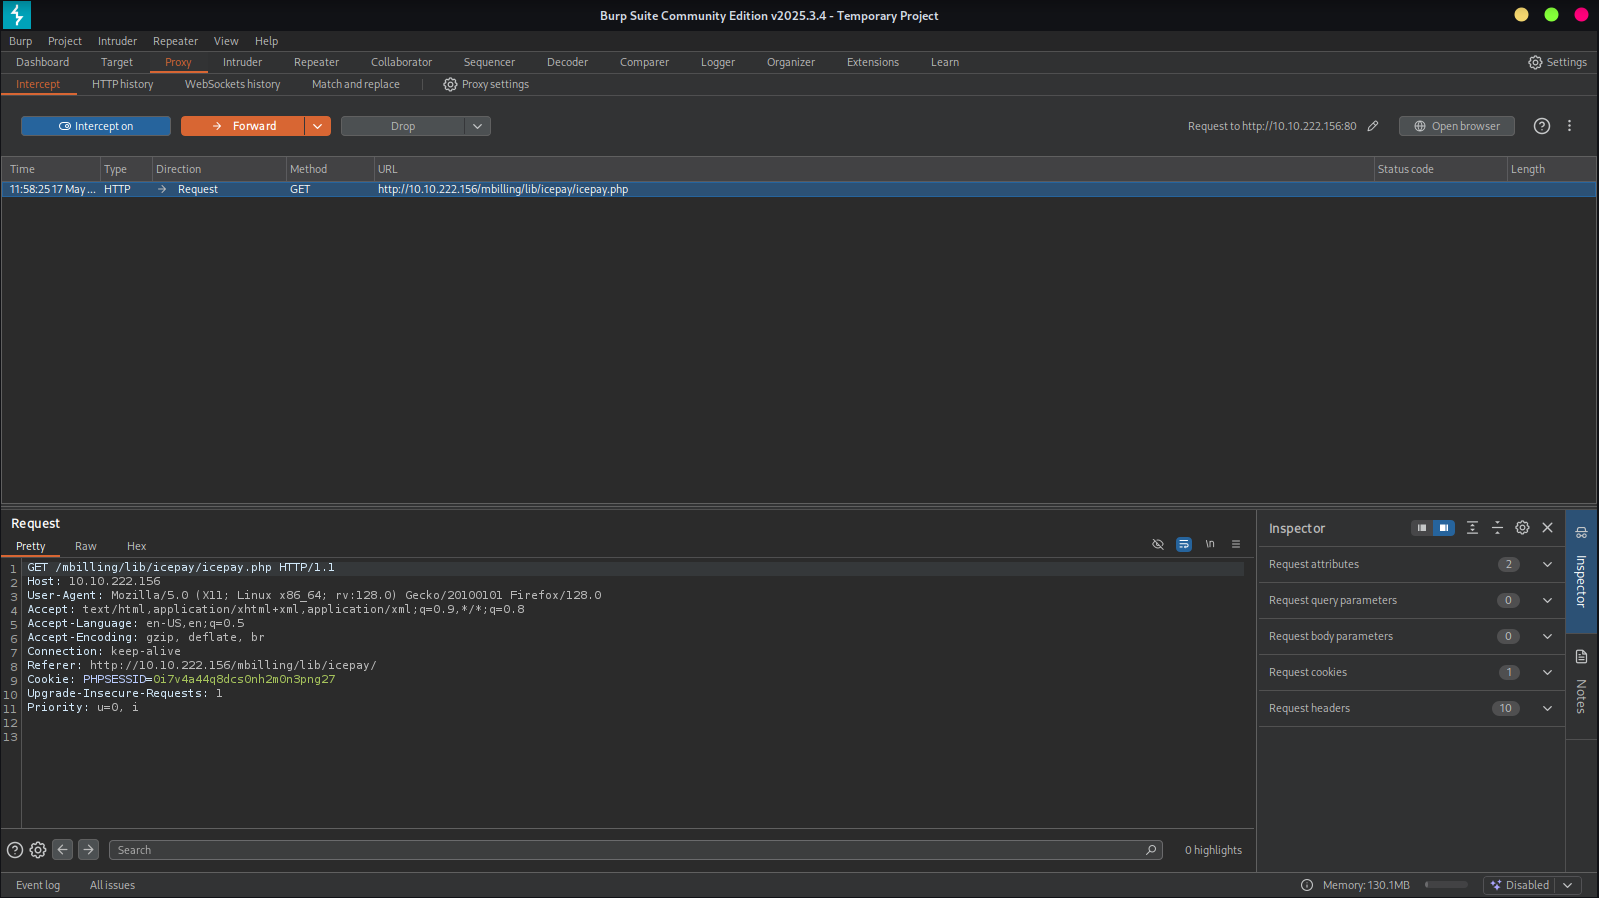 Burp Suite Community Edition v2025.3.4 - Temporary Project
Burp Project Intruder Repeater View Help
Dashboard Target Proxy Intruder Repeater Collaborator Sequencer Decoder Comparer Logger Organizer Extensions Learn Settings
Intercept HTTP history WebSockets history Match and replace Proxy settings
Intercept on Forward Drop Request to http://10.10.222.156:80 Open browser
Time Type Direction Method URL Status code Length
11:58:25 17 May ... HTTP Request GET http://10.10.222.156/mbilling/lib/icepay/icepay.php
Request
Pretty Raw Hex \n
1 GET /mbilling/lib/icepay/icepay.php HTTP/1.1
2 Host: 10.10.222.156
3 User-Agent: Mozilla/5.0 (X11; Linux x86_64; rv:128.0) Gecko/20100101 Firefox/128.0
4 Accept: text/html,application/xhtml+xml,application/xml;q=0.9,*/*;q=0.8
5 Accept-Language: en-US,en;q=0.5
6 Accept-Encoding: gzip, deflate, br
7 Connection: keep-alive
8 Referer: http://10.10.222.156/mbilling/lib/icepay/
9 Cookie: PHPSESSID=0i7v4a44q8dcs0nh2m0n3png27
10 Upgrade-Insecure-Requests: 1
11 Priority: u=0, i
12
13
Inspector
Request attributes 2
Request query parameters 0
Request body parameters 0
Request cookies 1
Request headers 10
Inspector
Notes
Search 0 highlights
Event log All issues Memory: 130.1MB Disabled